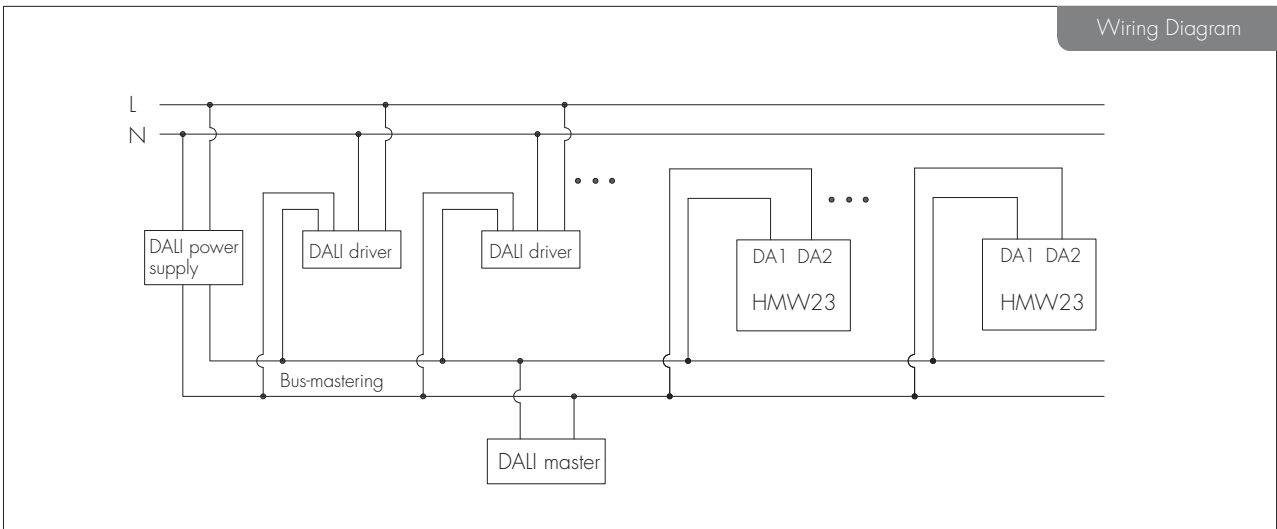 Wiring Diagram
L
N
DALI power
supply
DALI driver
DALI driver
DA1 DA2
HMW23
DA1 DA2
HMW23
Bus-mastering
DALI master